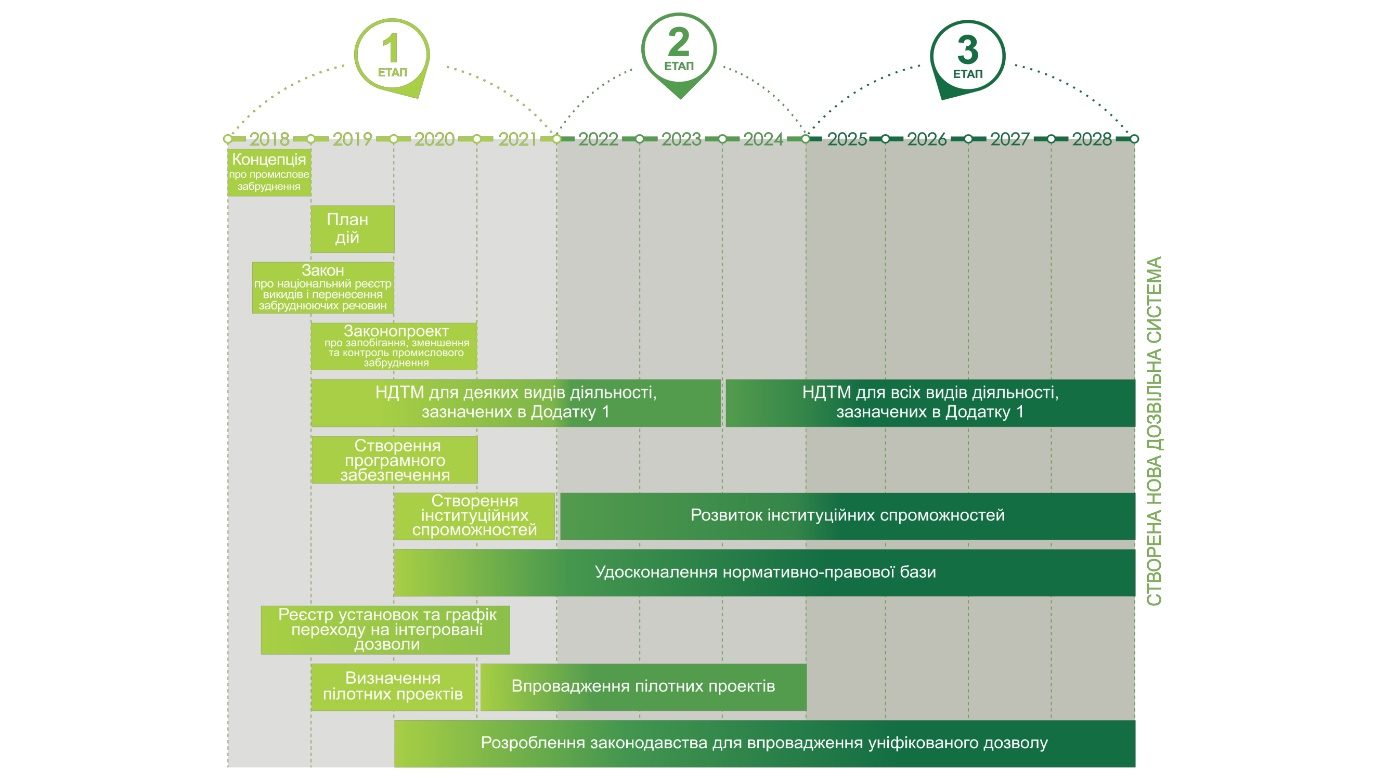 1
ЕТАП
2
ЕТАП
3
ЕТАП
2018 2019 2020 2021 2022 2023 2024 2025 2026 2027 2028
Концепція
про промислове
забруднення
План
дій
Закон
про національний реєстр
викидів і перенесення
забруднюючих речовин
Законопроект
про запобігання, зменшення
та контроль промислового
забруднення
НДТМ для деяких видів діяльності,
зазначених в Додатку 1
НДТМ для всіх видів діяльності,
зазначених в Додатку 1
Створення
програмного
забезпечення
Створення
інституційних
спроможностей
Розвиток інституційних спроможностей
Удосконалення нормативно-правової бази
Реєстр установок та графік
переходу на інтегровані
дозволи
Визначення
пілотних проектів
Впровадження пілотних проектів
Розроблення законодавства для впровадження уніфікованого дозволу
СТВОРЕНА НОВА ДОЗВІЛЬНА СИСТЕМА